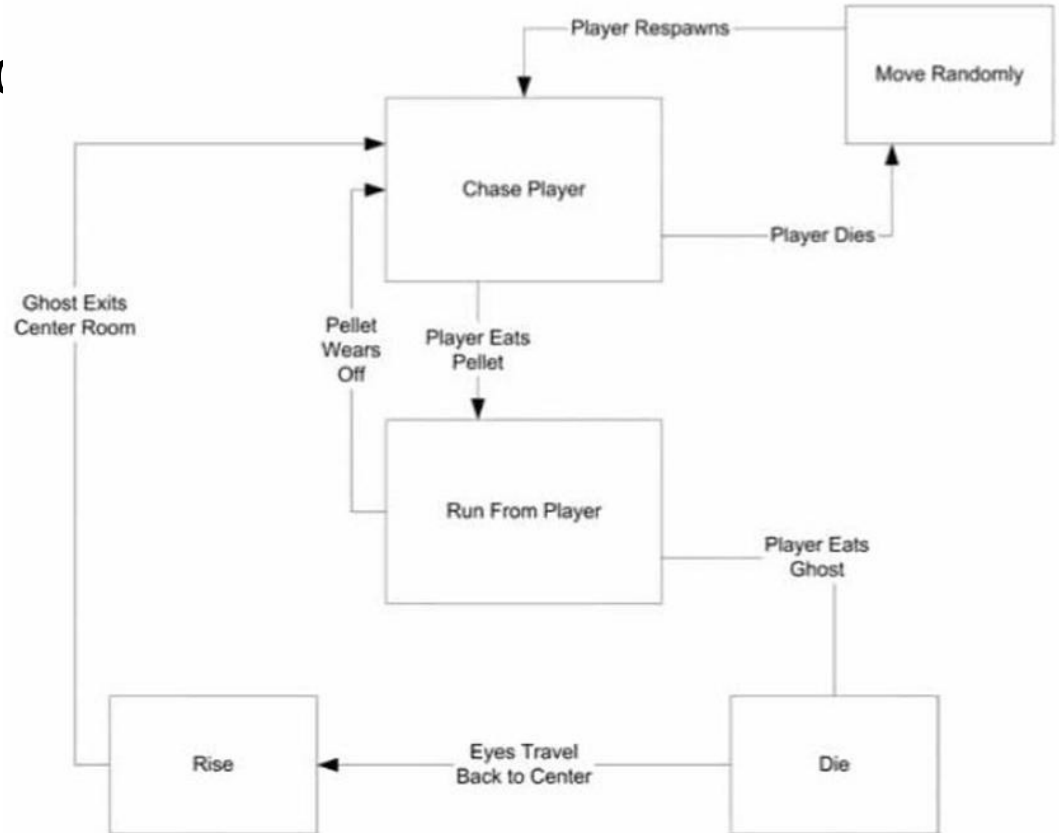 Player Respawns
Move Randomly
Chase Player
Player Dies
Ghost Exits
Center Room
Pellet
Wears
Off
Player Eats
Pellet
Run From Player
Player Eats
Ghost
Rise
Eyes Travel
Back to Center
Die